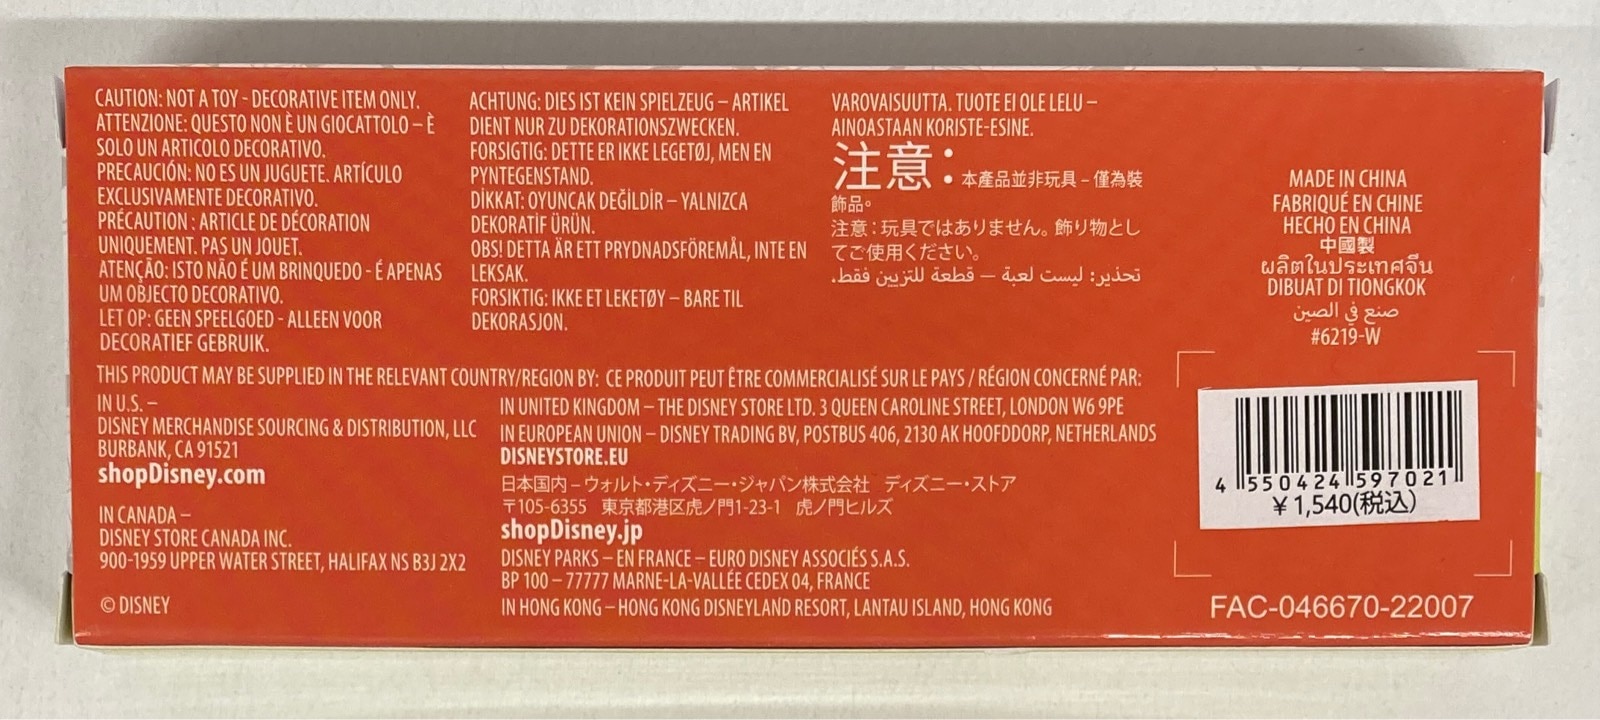 CAUTION: NOT A TOY - DECORATIVE ITEM ONLY.
ATTENZIONE: QUESTO NON È UN GIOCATTOLO – È
SOLO UN ARTICOLO DECORATIVO.
PRECAUCIÓN: NO ES UN JUGUETE. ARTÍCULO
EXCLUSIVAMENTE DECORATIVO.
PRÉCAUTION : ARTICLE DE DÉCORATION
UNIQUEMENT. PAS UN JOUET.
ATENÇÃO: ISTO NÃO É UM BRINQUEDO - É APENAS
UM OBJECTO DECORATIVO.
LET OP: GEEN SPEELGOED - ALLEEN VOOR
DECORATIEF GEBRUIK.
ACHTUNG: DIES IST KEIN SPIELZEUG – ARTIKEL
DIENT NUR ZU DEKORATIONSZWECKEN.
FORSIGTIG: DETTE ER IKKE LEGETØJ, MEN EN
PYNTEGENSTAND.
DİKKAT: OYUNCAK DEĞİLDİR – YALNIZCA
DEKORATİF ÜRÜN.
OBS! DETTA ÄR ETT PRYDNADSFÖREMÅL, INTE EN
LEKSAK.
FORSIKTIG: IKKE ET LEKETØY – BARE TIL
DEKORASJON.
VAROVAISUUTTA. TUOTE EI OLE LELU –
AINOASTAAN KORISTE-ESINE.
注意：本產品並非玩具 – 僅為裝
飾品。
注意：玩具ではありません。飾り物とし
てご使用ください。
تحذير: ليست لعبة — قطعة للتزيين فقط.
MADE IN CHINA
FABRIQUÉ EN CHINE
HECHO EN CHINA
中國製
ผลิตในประเทศจีน
DIBUAT DI TIONGKOK
صنع في الصين
#6219-W
THIS PRODUCT MAY BE SUPPLIED IN THE RELEVANT COUNTRY/REGION BY: CE PRODUIT PEUT ÊTRE COMMERCIALISÉ SUR LE PAYS / RÉGION CONCERNÉ PAR:
IN U.S. –
DISNEY MERCHANDISE SOURCING & DISTRIBUTION, LLC
BURBANK, CA 91521
shopDisney.com
IN CANADA –
DISNEY STORE CANADA INC.
900-1959 UPPER WATER STREET, HALIFAX NS B3J 2X2
© DISNEY
IN UNITED KINGDOM – THE DISNEY STORE LTD. 3 QUEEN CAROLINE STREET, LONDON W6 9PE
IN EUROPEAN UNION – DISNEY TRADING BV, POSTBUS 406, 2130 AK HOOFDDORP, NETHERLANDS
DISNEYSTORE.EU
日本国内 – ウォルト・ディズニー・ジャパン株式会社 ディズニー・ストア
〒105-6355 東京都港区虎ノ門1-23-1 虎ノ門ヒルズ
shopDisney.jp
DISNEY PARKS – EN FRANCE – EURO DISNEY ASSOCIÉS S.A.S.
BP 100 – 77777 MARNE-LA-VALLÉE CEDEX 04, FRANCE
IN HONG KONG – HONG KONG DISNEYLAND RESORT, LANTAU ISLAND, HONG KONG
4 550424 597021
¥ 1,540(税込)
FAC-046670-22007